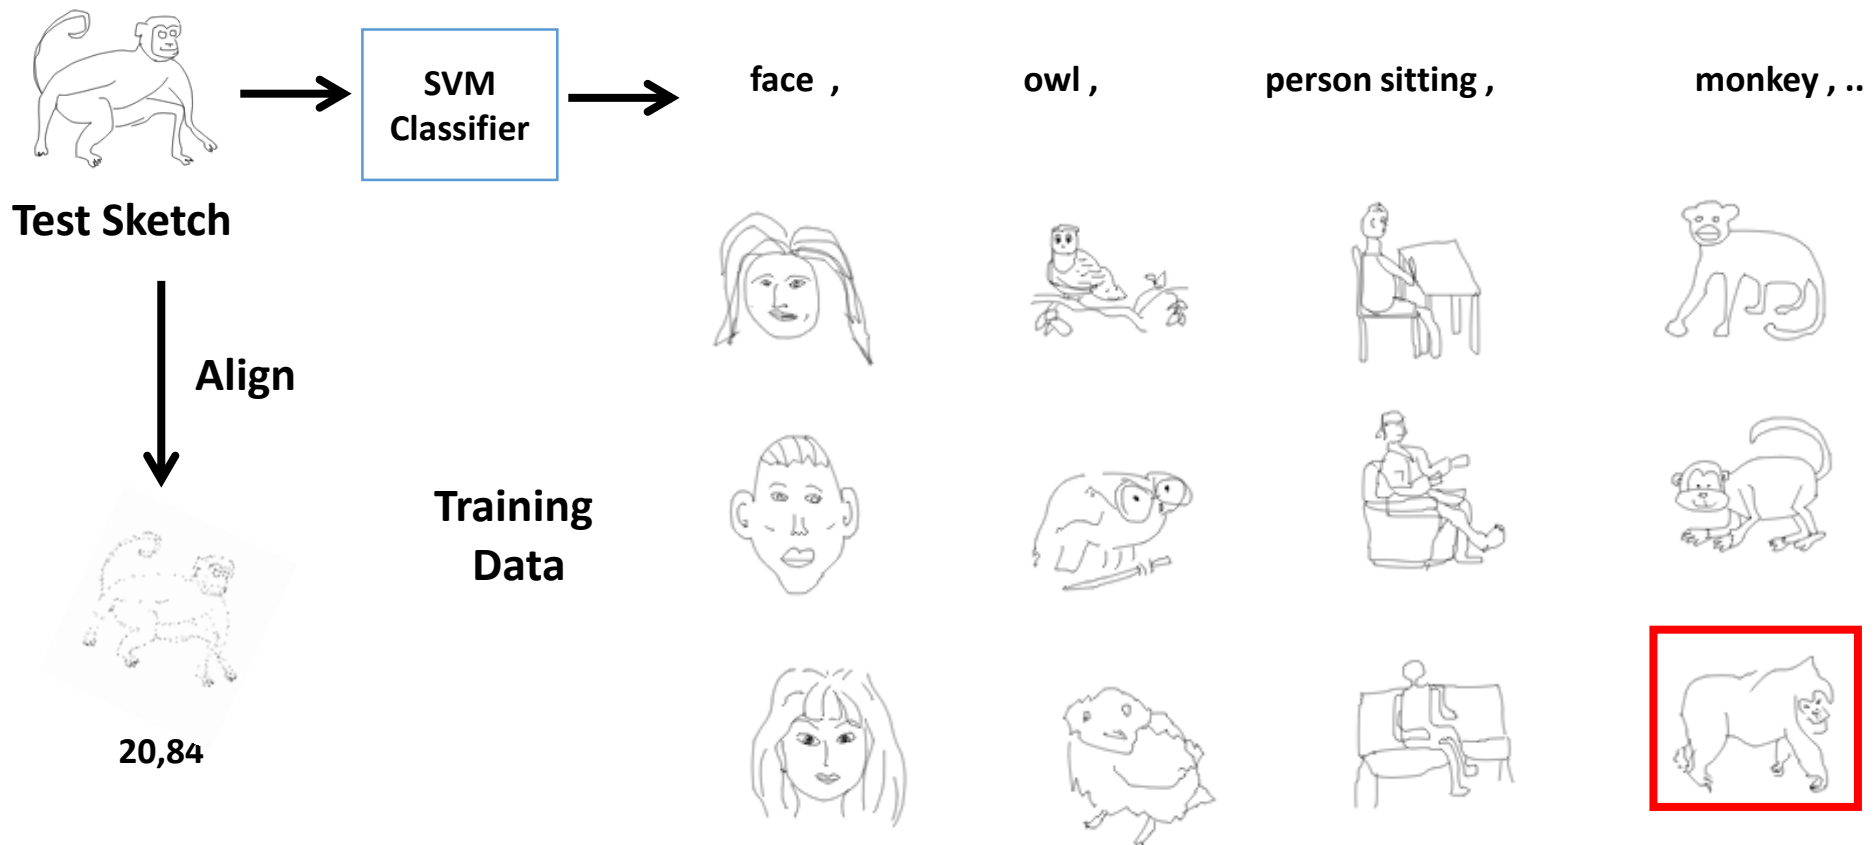 SVM
Classifier
face ,
owl ,
person sitting ,
monkey , ..
Test Sketch
Align
Training
Data
20,84